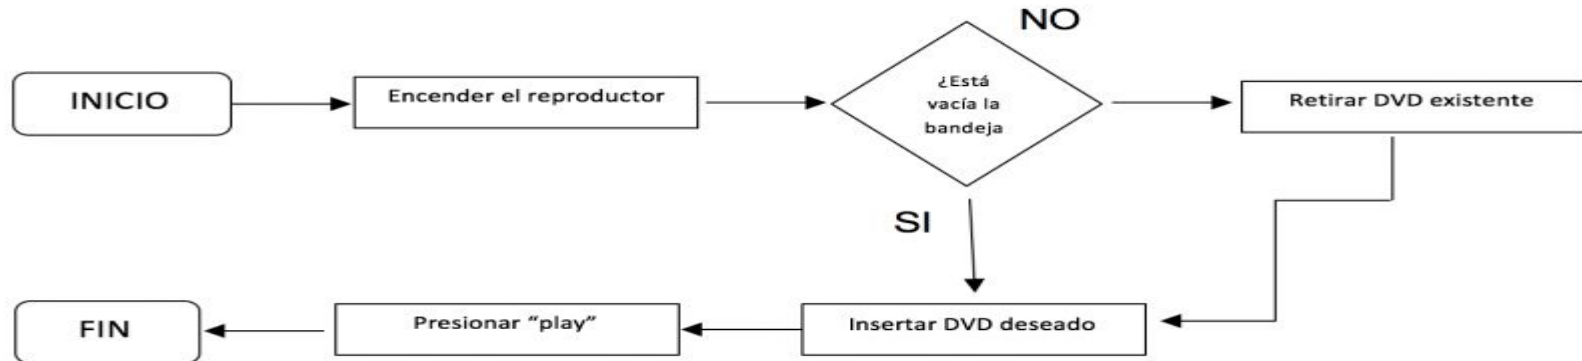 NO
INICIO
Encender el reproductor
¿Está
vacía la
bandeja
Retirar DVD existente
SI
FIN
Presionar “play”
Insertar DVD deseado